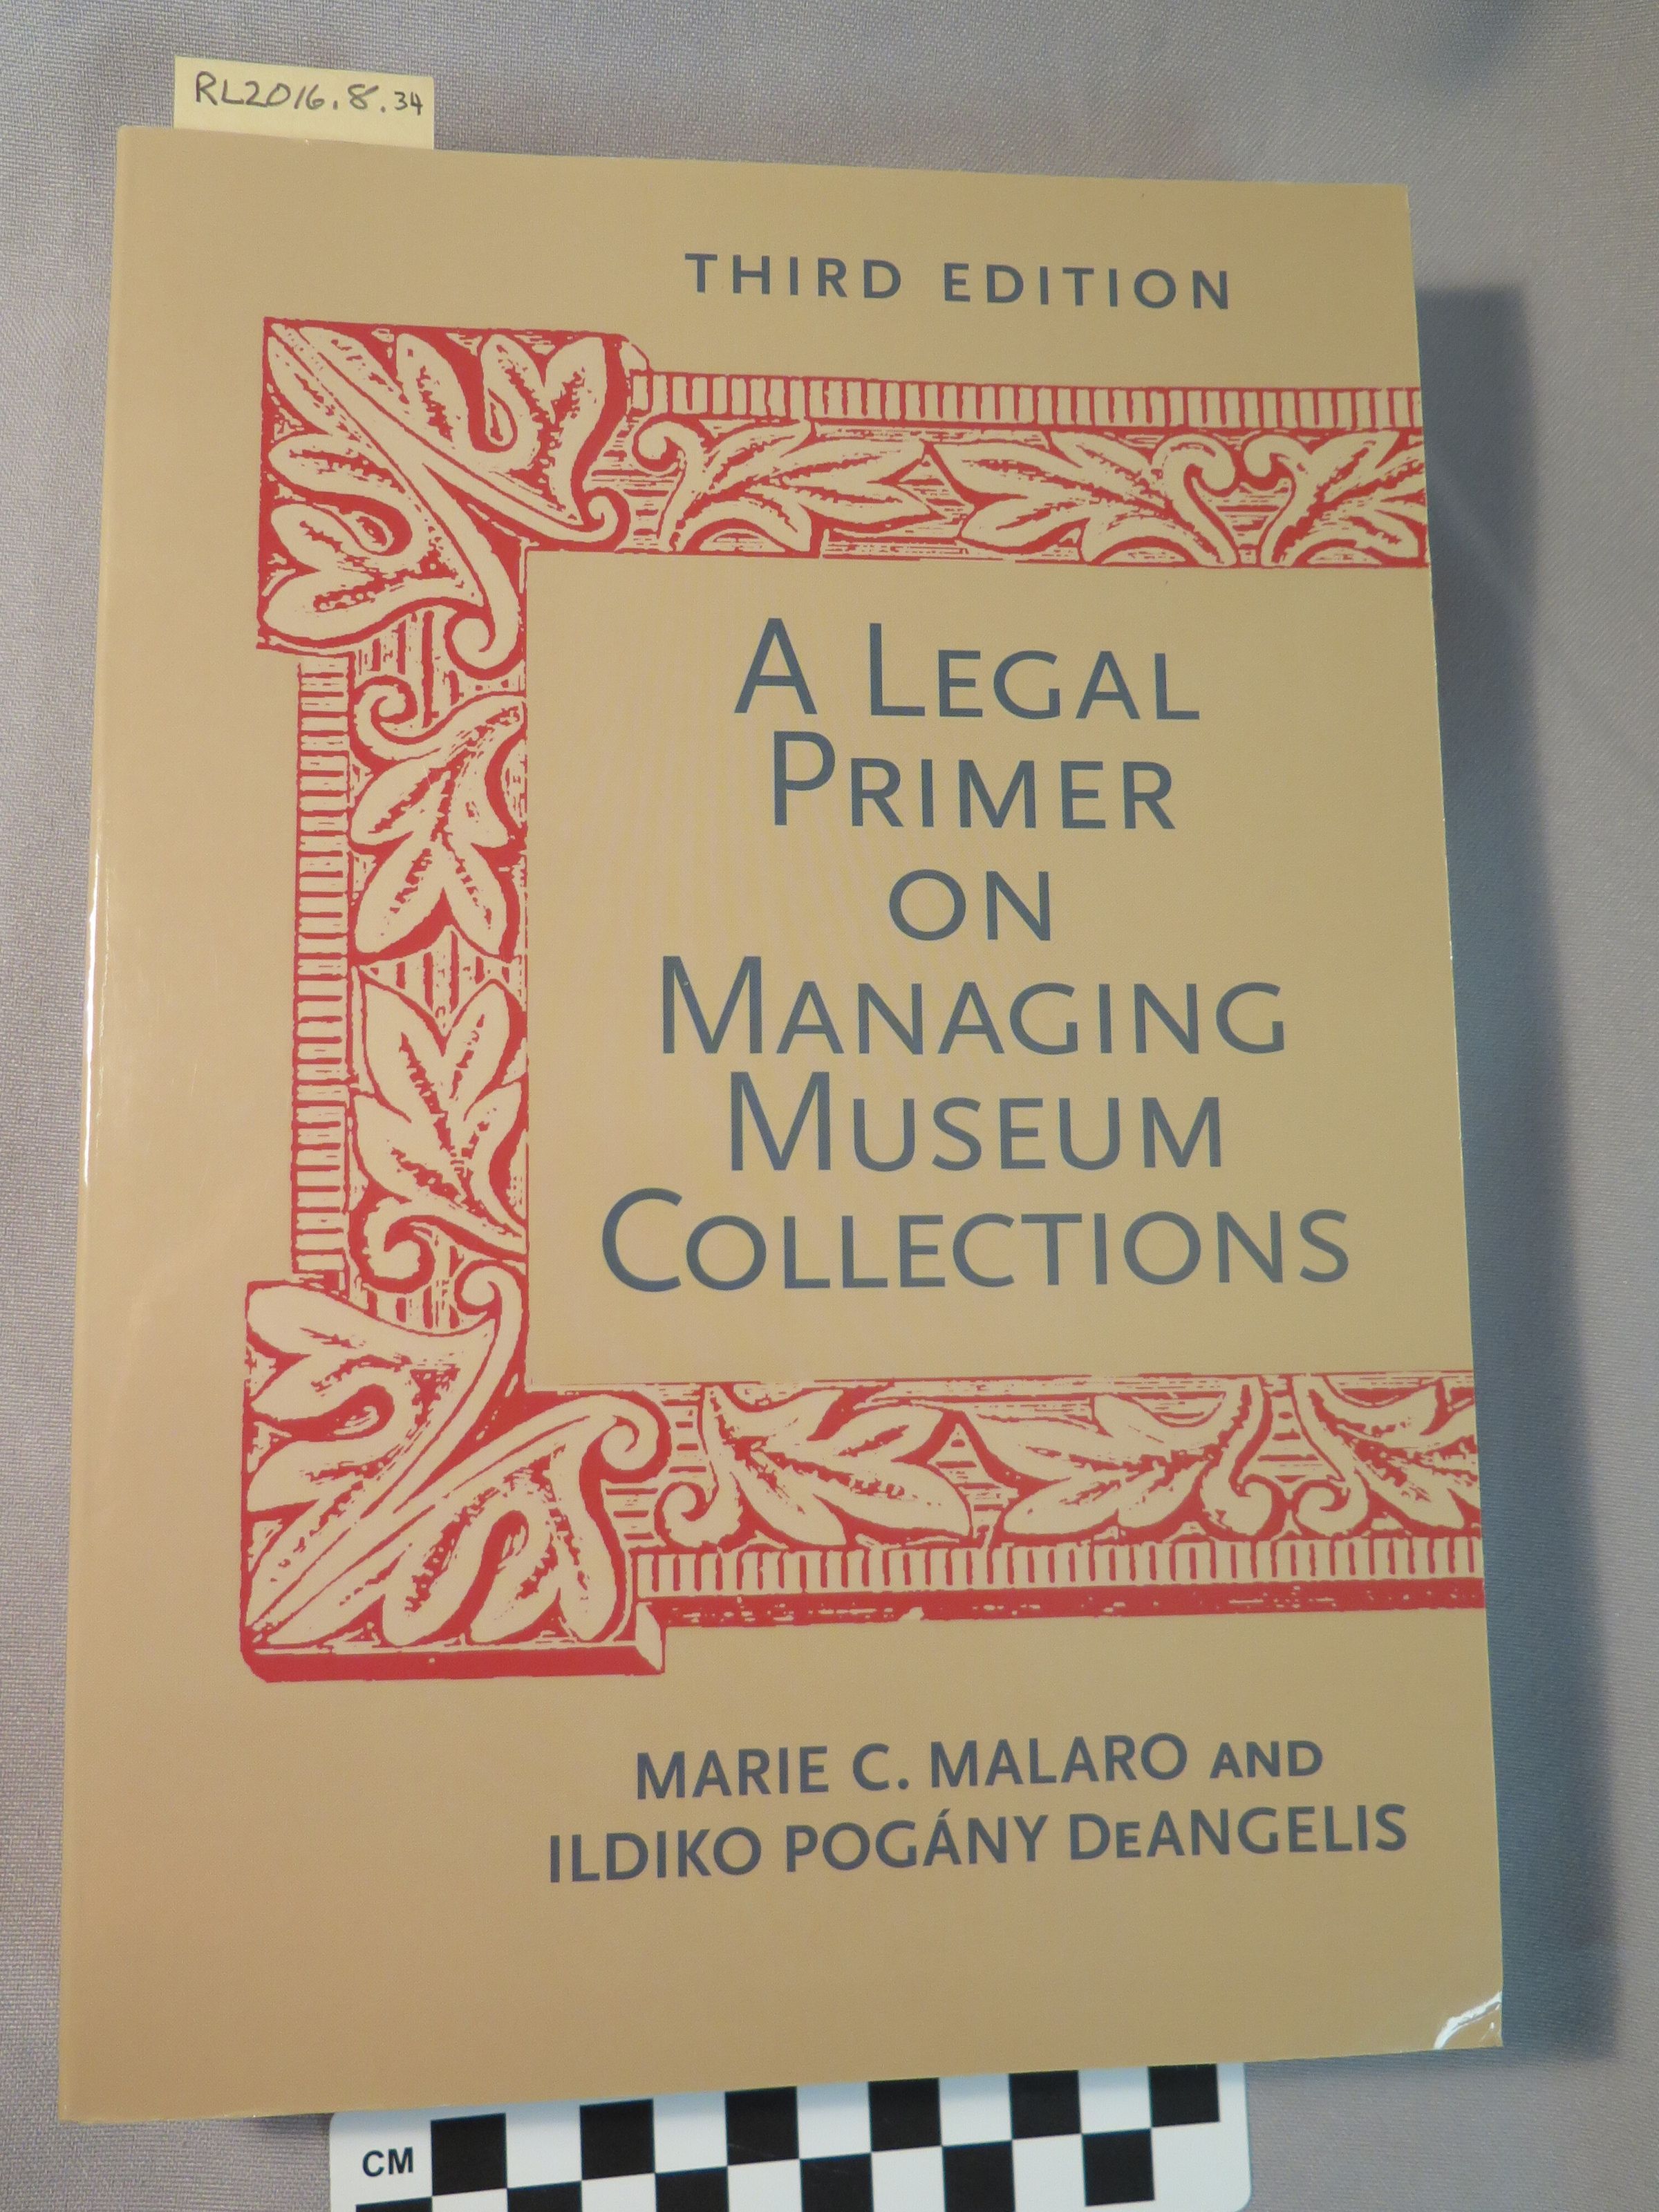 RL2016.8.34
THIRD EDITION
A LEGAL
PRIMER
ON
MANAGING
MUSEUM
COLLECTIONS
MARIE C. MALARO AND
ILDIKO POGÁNY DeANGELIS
CM